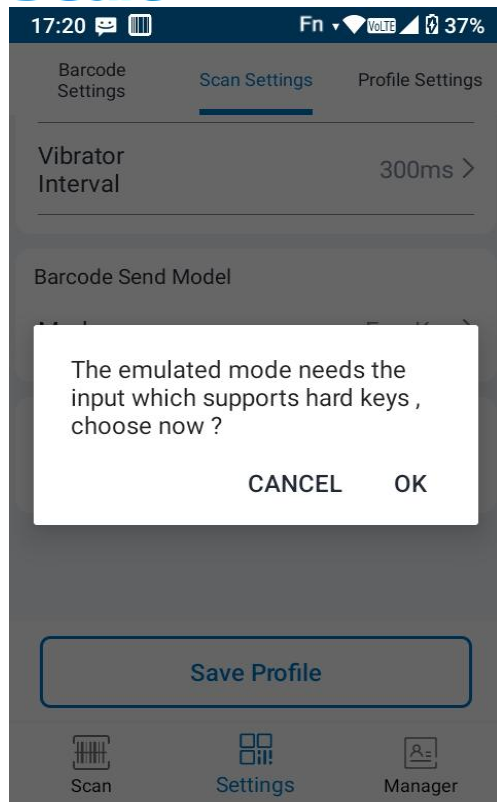 17:20 Fn VoLTE 37%
Barcode Settings
Scan Settings
Profile Settings
Vibrator
Interval
300ms
Barcode Send Model
The emulated mode needs the
input which supports hard keys ,
choose now ?
CANCEL OK
Save Profile
Scan
Settings
Manager